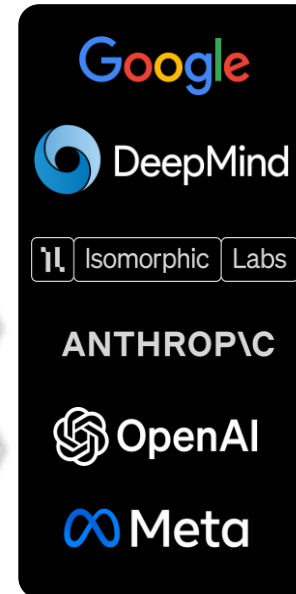 Google
DeepMind
Isomorphic Labs
ANTHROP\C
OpenAI
Meta